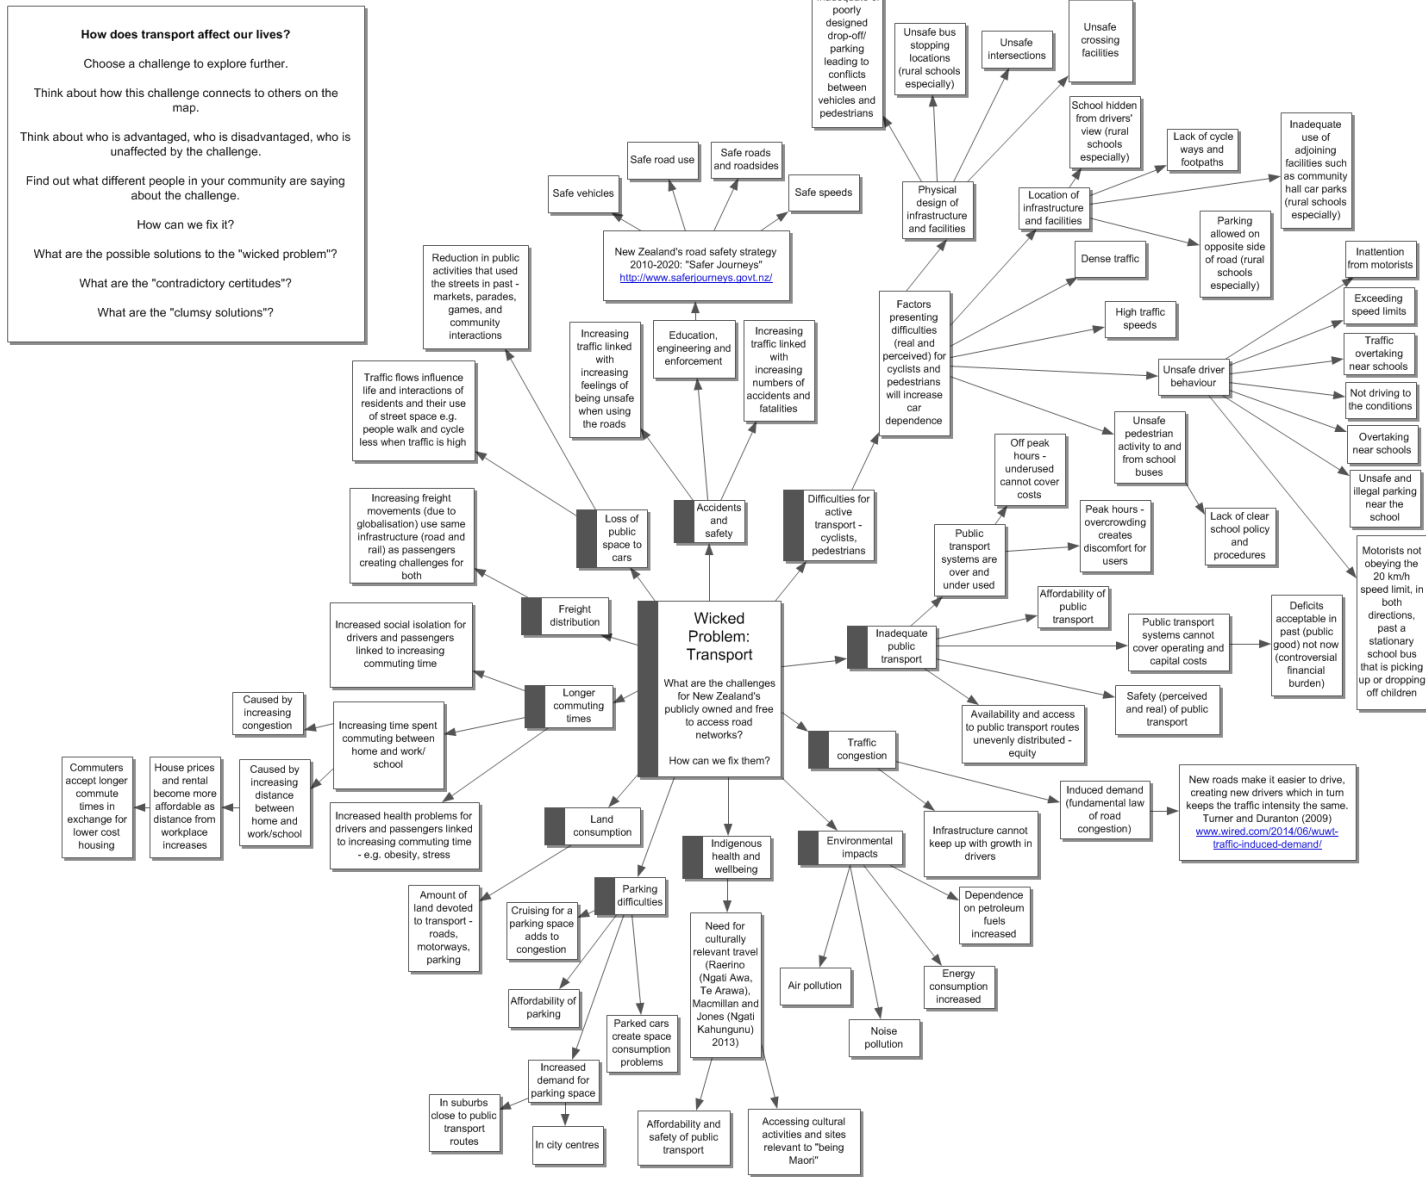 How does transport affect our lives?
Choose a challenge to explore further.
Think about how this challenge connects to others on the
map.
Think about who is advantaged, who is disadvantaged, who is
unaffected by the challenge.
Find out what different people in your community are saying
about the challenge.
How can we fix it?
What are the possible solutions to the "wicked problem"?
What are the "contradictory certitudes"?
What are the "clumsy solutions"?
poorly
designed
drop-off/
parking
leading to
conflicts
between
vehicles and
pedestrians
Unsafe bus
stopping
locations
(rural schools
especially)
Unsafe
intersections
Unsafe
crossing
facilities
School hidden
from drivers'
view (rural
schools
especially)
Lack of cycle
ways and
footpaths
Inadequate
use of
adjoining
facilities such
as community
hall car parks
(rural schools
especially)
Parking
allowed on
opposite side
of road (rural
schools
especially)
Physical
design of
infrastructure
and facilities
Location of
infrastructure
and facilities
Safe vehicles
Safe road use
Safe roads
and roadsides
Safe speeds
New Zealand's road safety strategy
2010-2020: "Safer Journeys"
http://www.saferjourneys.govt.nz/
Reduction in public
activities that used
the streets in past -
markets, parades,
games, and
community
interactions
Increasing
traffic linked
with
increasing
feelings of
being unsafe
when using
the roads
Education,
engineering and
enforcement
Increasing
traffic linked
with
increasing
numbers of
accidents and
fatalities
Factors
presenting
difficulties
(real and
perceived) for
cyclists and
pedestrians
will increase
car
dependence
Dense traffic
High traffic
speeds
Unsafe driver
behaviour
Inattention
from motorists
Exceeding
speed limits
Traffic
overtaking
near schools
Not driving to
the conditions
Overtaking
near schools
Unsafe and
illegal parking
near the
school
Motorists not
obeying the
20 km/h
speed limit, in
both
directions,
past a
stationary
school bus
that is picking
up or dropping
off children
Unsafe
pedestrian
activity to and
from school
buses
Lack of clear
school policy
and
procedures
Traffic flows influence
life and interactions of
residents and their use
of street space e.g.
people walk and cycle
less when traffic is high
Loss of
public
space to
cars
Accidents
and
safety
Difficulties for
active
transport -
cyclists,
pedestrians
Off peak
hours -
underused
cannot cover
costs
Peak hours -
overcrowding
creates
discomfort for
users
Public
transport
systems are
over and
under used
Affordability of
public
transport
Inadequate
public
transport
Public transport
systems cannot
cover operating and
capital costs
Deficits
acceptable in
past (public
good) not now
(controversial
financial
burden)
Safety (perceived
and real) of public
transport
Availability and access
to public transport routes
unevenly distributed -
equity
Increasing freight
movements (due to
globalisation) use same
infrastructure (road and
rail) as passengers
creating challenges for
both
Freight
distribution
Wicked
Problem:
Transport
What are the challenges
for New Zealand's
publicly owned and free
to access road
networks?
How can we fix them?
Increased social isolation for
drivers and passengers
linked to increasing
commuting time
Longer
commuting
times
Caused by
increasing
congestion
Increasing time spent
commuting between
home and work/
school
Commuters
accept longer
commute
times in
exchange for
lower cost
housing
House prices
and rental
become more
affordable as
distance from
workplace
increases
Caused by
increasing
distance
between
home and
work/school
Increased health problems for
drivers and passengers linked
to increasing commuting time
- e.g. obesity, stress
Traffic
congestion
Induced demand
(fundamental law
of road
congestion)
New roads make it easier to drive,
creating new drivers which in turn
keeps the traffic intensity the same.
Turner and Duranton (2009)
www.wired.com/2014/06/wuwt-
traffic-induced-demand/
Infrastructure cannot
keep up with growth in
drivers
Land
consumption
Amount of
land devoted
to transport -
roads,
motorways,
parking
Indigenous
health and
wellbeing
Environmental
impacts
Dependence
on petroleum
fuels
increased
Energy
consumption
increased
Air pollution
Noise
pollution
Parking
difficulties
Cruising for a
parking space
adds to
congestion
Affordability of
parking
Parked cars
create space
consumption
problems
Increased
demand for
parking space
In suburbs
close to public
transport
routes
In city centres
Need for
culturally
relevant travel
(Raerino
(Ngati Awa,
Te Arawa),
Macmillan and
Jones (Ngati
Kahungunu)
2013)
Affordability and
safety of public
transport
Accessing cultural
activities and sites
relevant to "being
Maori"